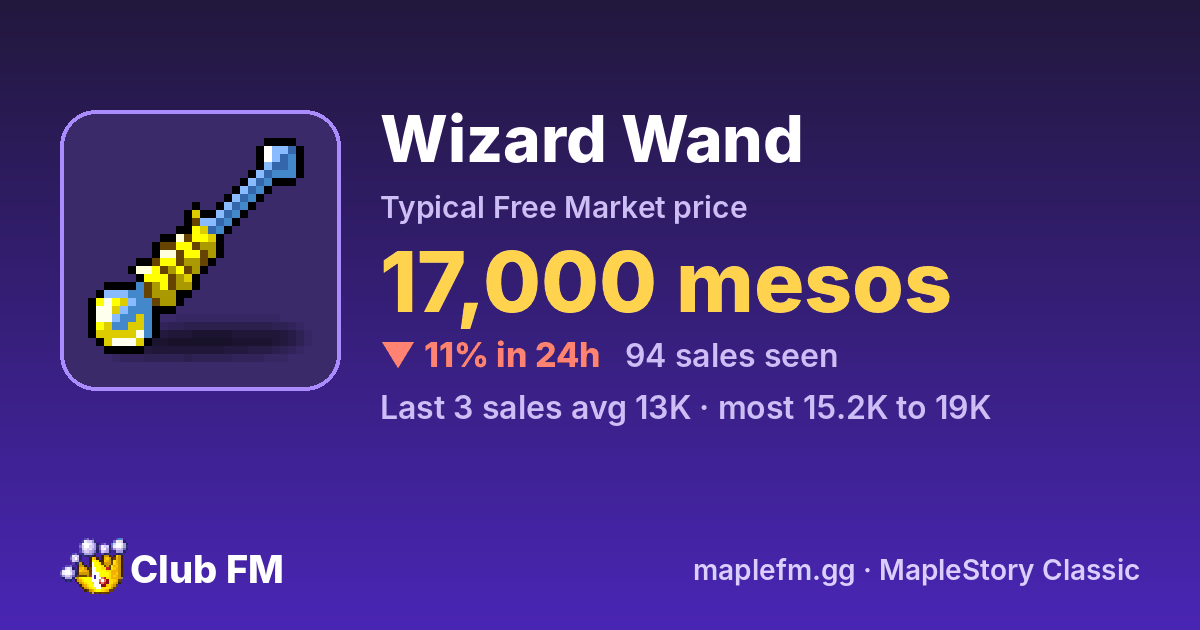 Wizard Wand
Typical Free Market price
17,000 mesos
▼ 11% in 24h 94 sales seen
Last 3 sales avg 13K · most 15.2K to 19K
Club FM
maplefm.gg · MapleStory Classic